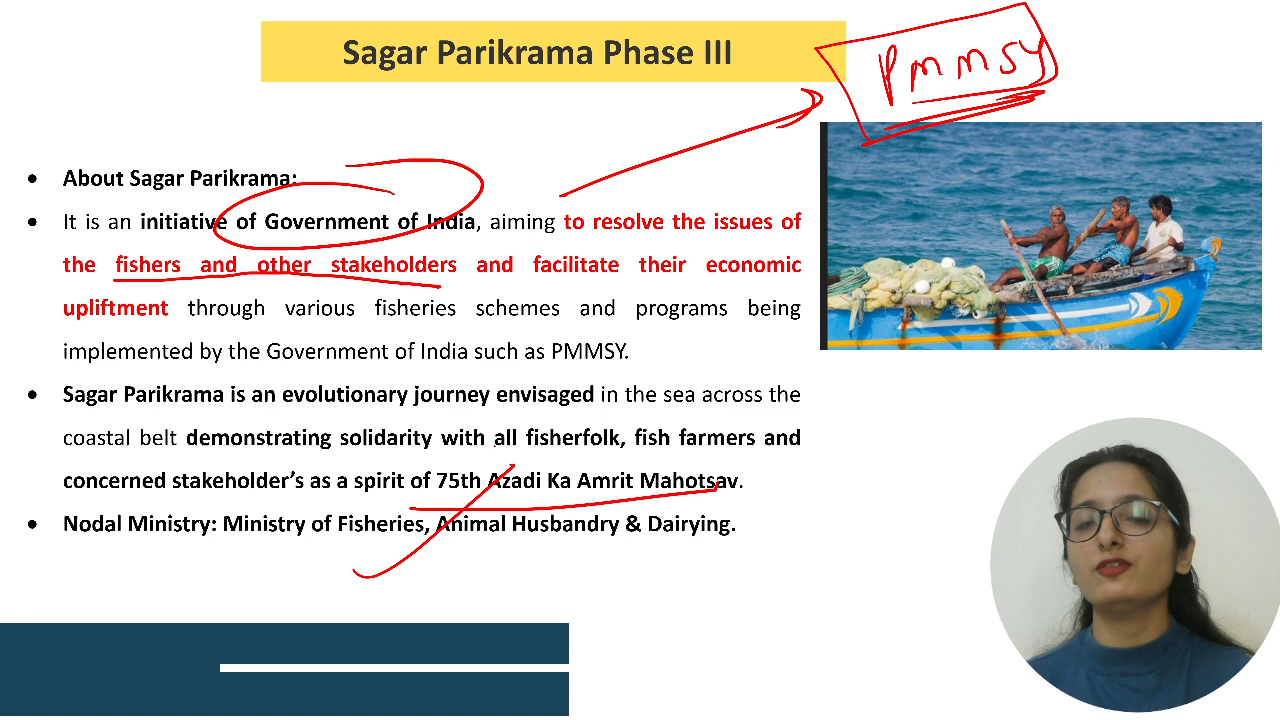 Sagar Parikrama Phase III
PMMSY
• About Sagar Parikrama:
• It is an initiative of Government of India, aiming to resolve the issues of
the fishers and other stakeholders and facilitate their economic
upliftment through various fisheries schemes and programs being
implemented by the Government of India such as PMMSY.
• Sagar Parikrama is an evolutionary journey envisaged in the sea across the
coastal belt demonstrating solidarity with all fisherfolk, fish farmers and
concerned stakeholder's as a spirit of 75th Azadi Ka Amrit Mahotsav.
• Nodal Ministry: Ministry of Fisheries, Animal Husbandry & Dairying.